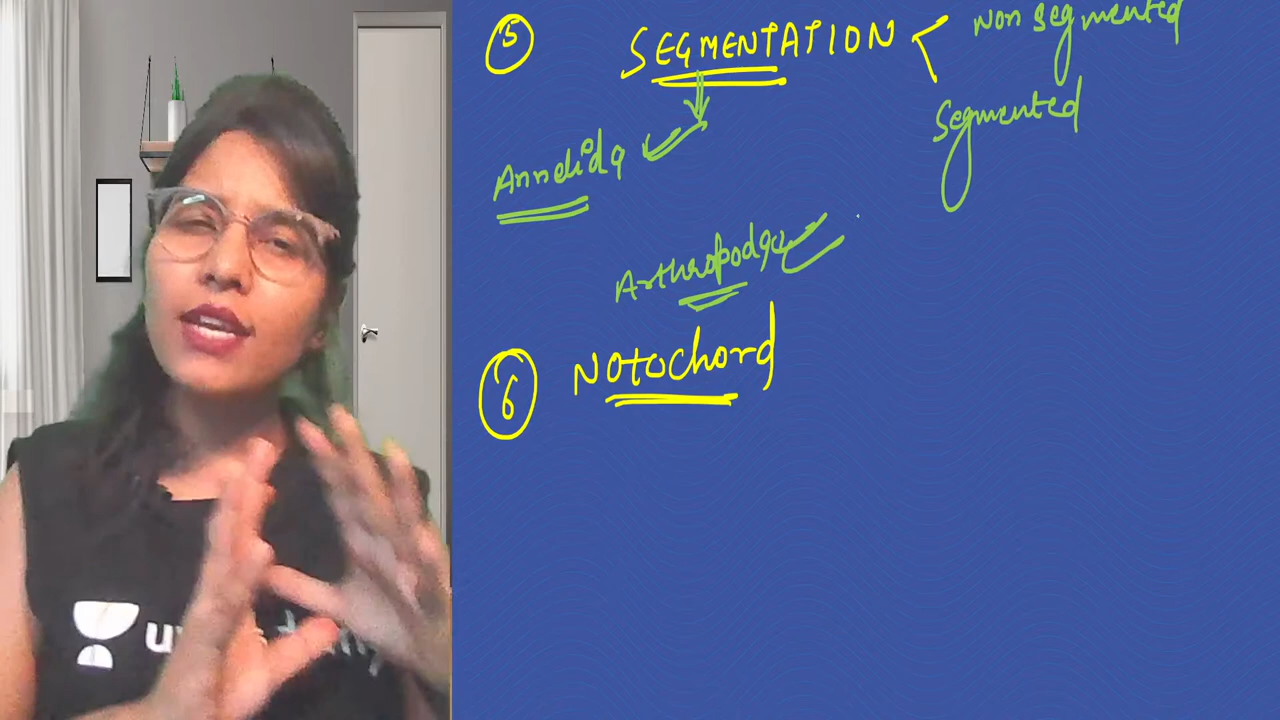 5 SEGMENTATION
Non segmented
Segmented
Annelida
Arthropoda
6 Notochord